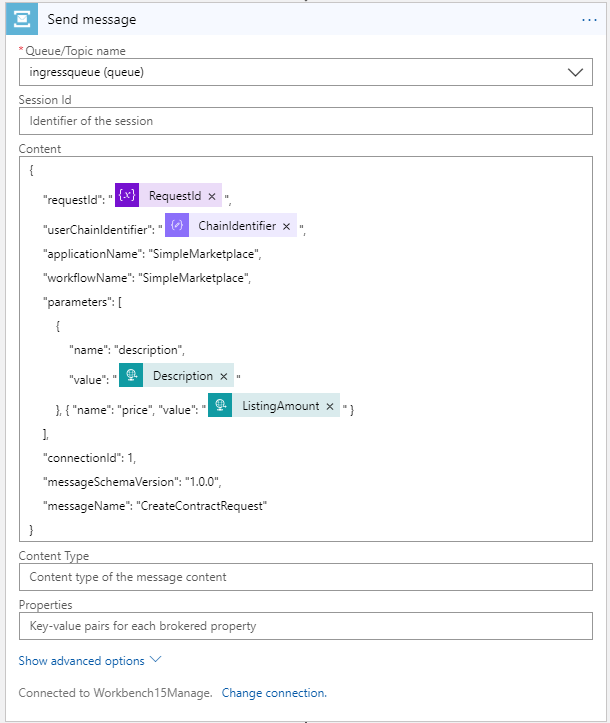 Send message
...
* Queue/Topic name
ingressqueue (queue)
Session Id
Identifier of the session
Content
{
"requestId": " {x} RequestId × ",
"userChainIdentifier": " ChainIdentifier × ",
"applicationName": "SimpleMarketplace",
"workflowName": "SimpleMarketplace",
"parameters": [
{
"name": "description",
"value": " Description × "
}, { "name": "price", "value": " ListingAmount × " }
],
"connectionId": 1,
"messageSchemaVersion": "1.0.0",
"messageName": "CreateContractRequest"
}
Content Type
Content type of the message content
Properties
Key-value pairs for each brokered property
Show advanced options
Connected to Workbench15Manage. Change connection.